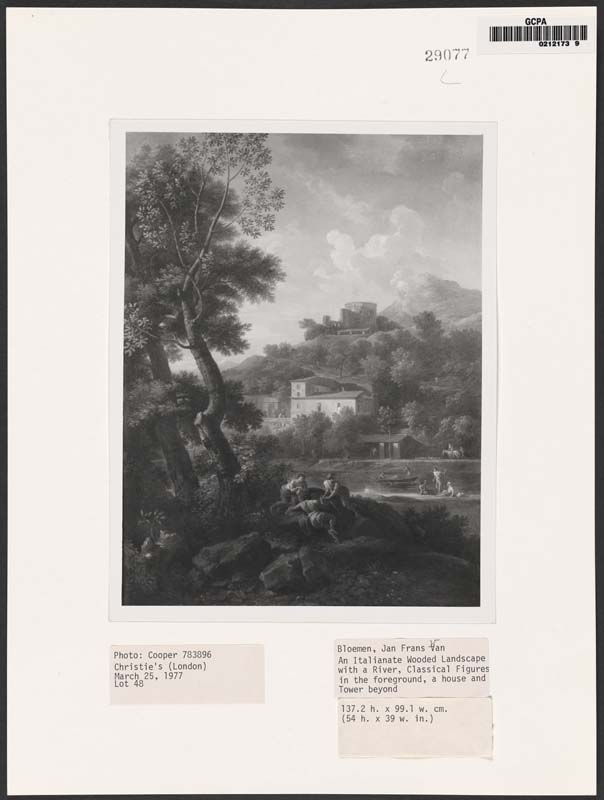 GCPA
0212173 9
29077
Photo: Cooper 783896
Christie's (London)
March 25, 1977
Lot 48
Bloemen, Jan Frans Van
An Italianate Wooded Landscape
with a River, Classical Figures
in the foreground, a house and
Tower beyond
137.2 h. x 99.1 w. cm.
(54 h. x 39 w. in.)